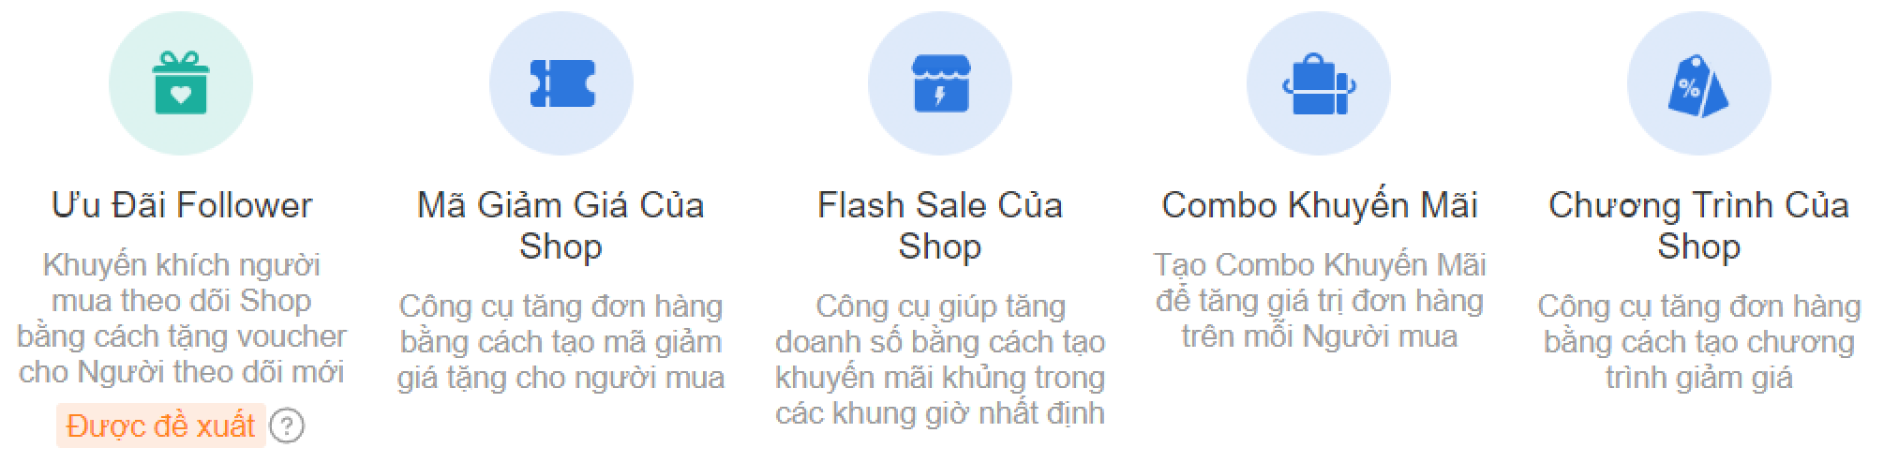 Ưu Đãi Follower
Khuyến khích người
mua theo dõi Shop
bằng cách tặng voucher
cho Người theo dõi mới
Được đề xuất ?
Mã Giảm Giá Của
Shop
Công cụ tăng đơn hàng
bằng cách tạo mã giảm
giá tặng cho người mua
Flash Sale Của
Shop
Công cụ giúp tăng
doanh số bằng cách tạo
khuyến mãi khủng trong
các khung giờ nhất định
Combo Khuyến Mãi
Tạo Combo Khuyến Mãi
để tăng giá trị đơn hàng
trên mỗi Người mua
%
Chương Trình Của
Shop
Công cụ tăng đơn hàng
bằng cách tạo chương
trình giảm giá